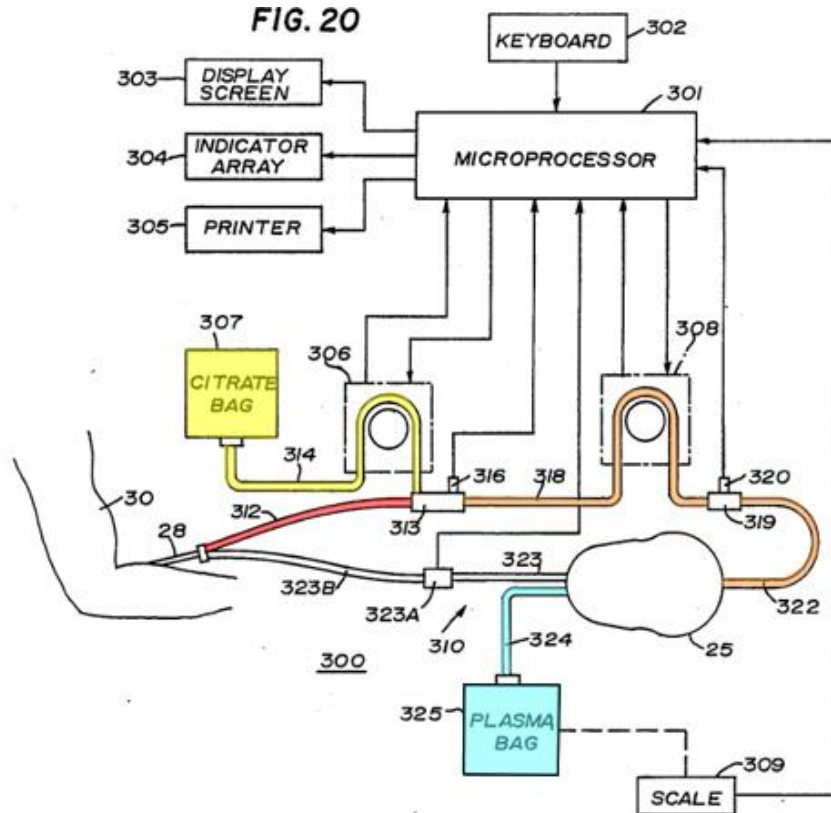 FIG. 20
KEYBOARD
302
303
DISPLAY
SCREEN
301
304
INDICATOR
ARRAY
MICROPROCESSOR
305
PRINTER
307
306
308
CITRATE
BAG
314
316
318
320
30
312
313
319
28
323
323B
323A
322
310
324
25
300
325
PLASMA
BAG
309
SCALE